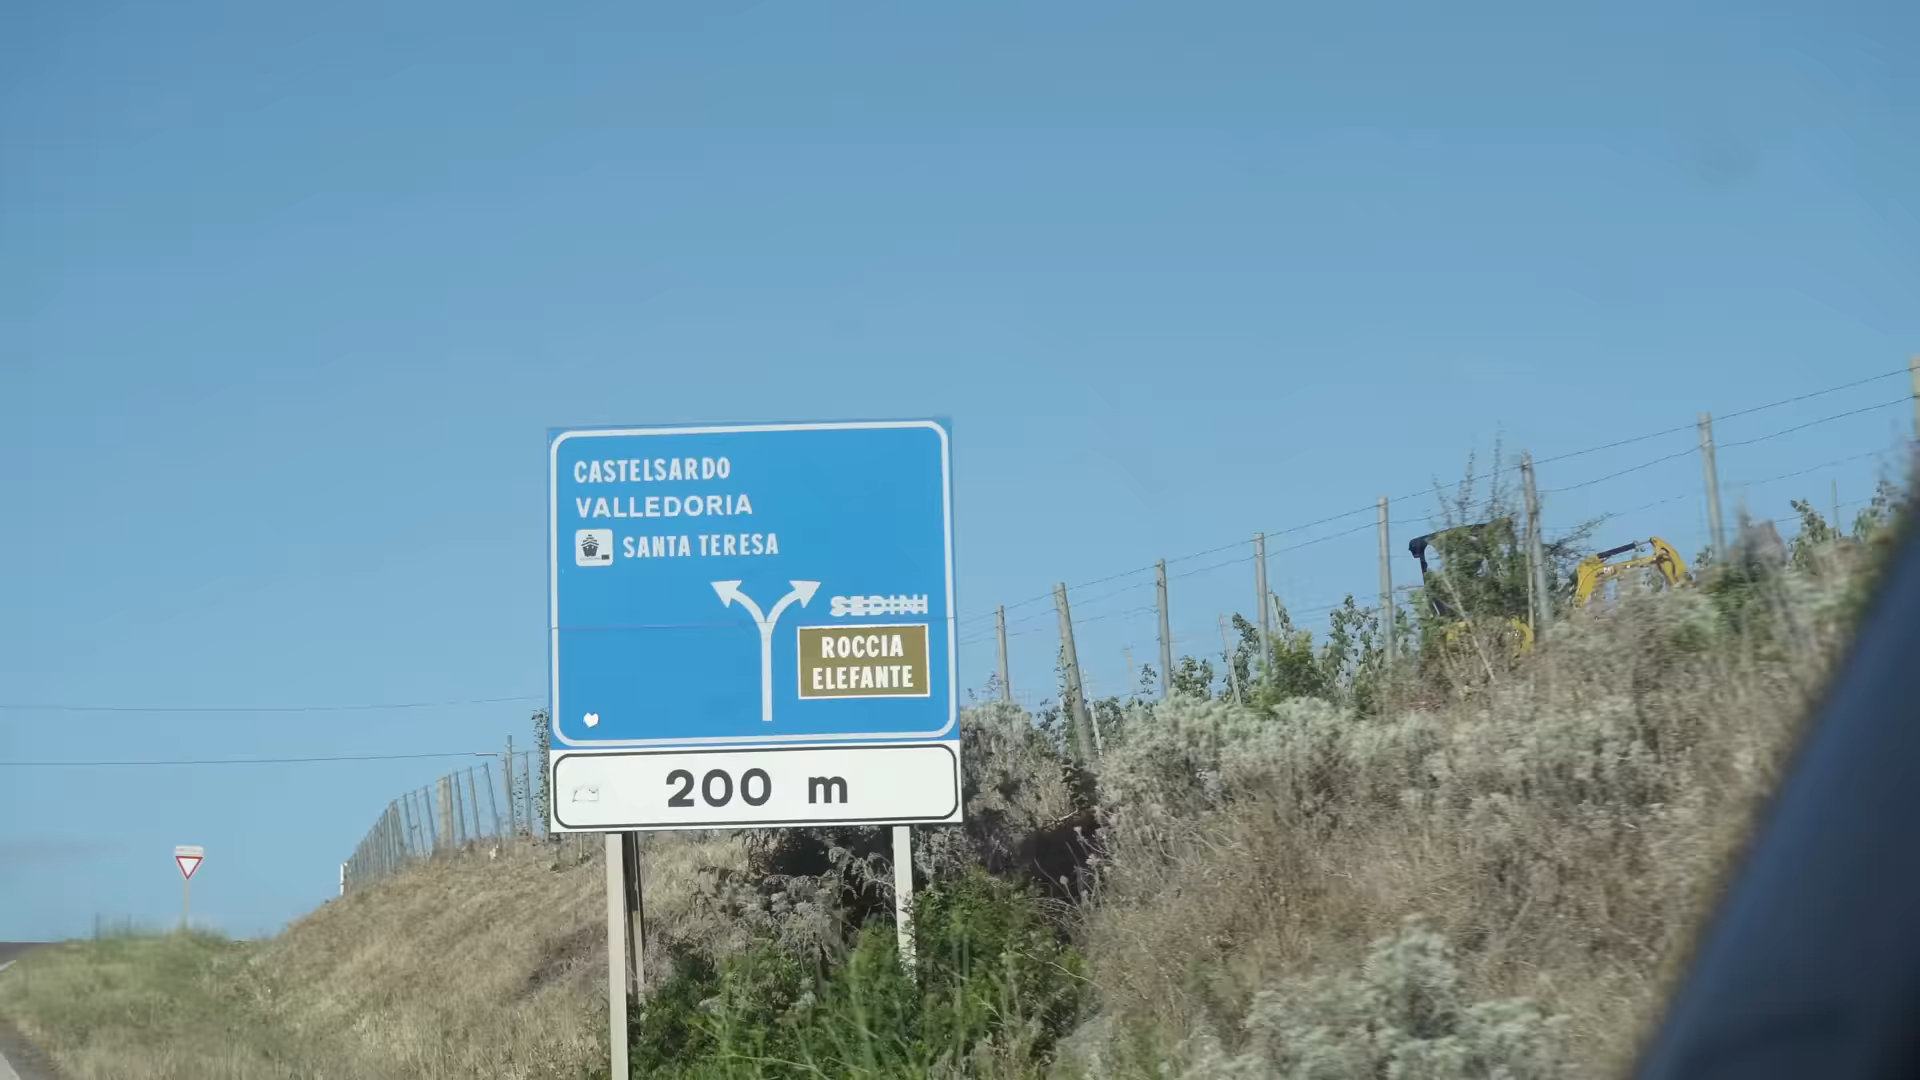 CASTELSARDO
VALLEDORIA
SANTA TERESA
SEDINI
ROCCIA
ELEFANTE
200 m